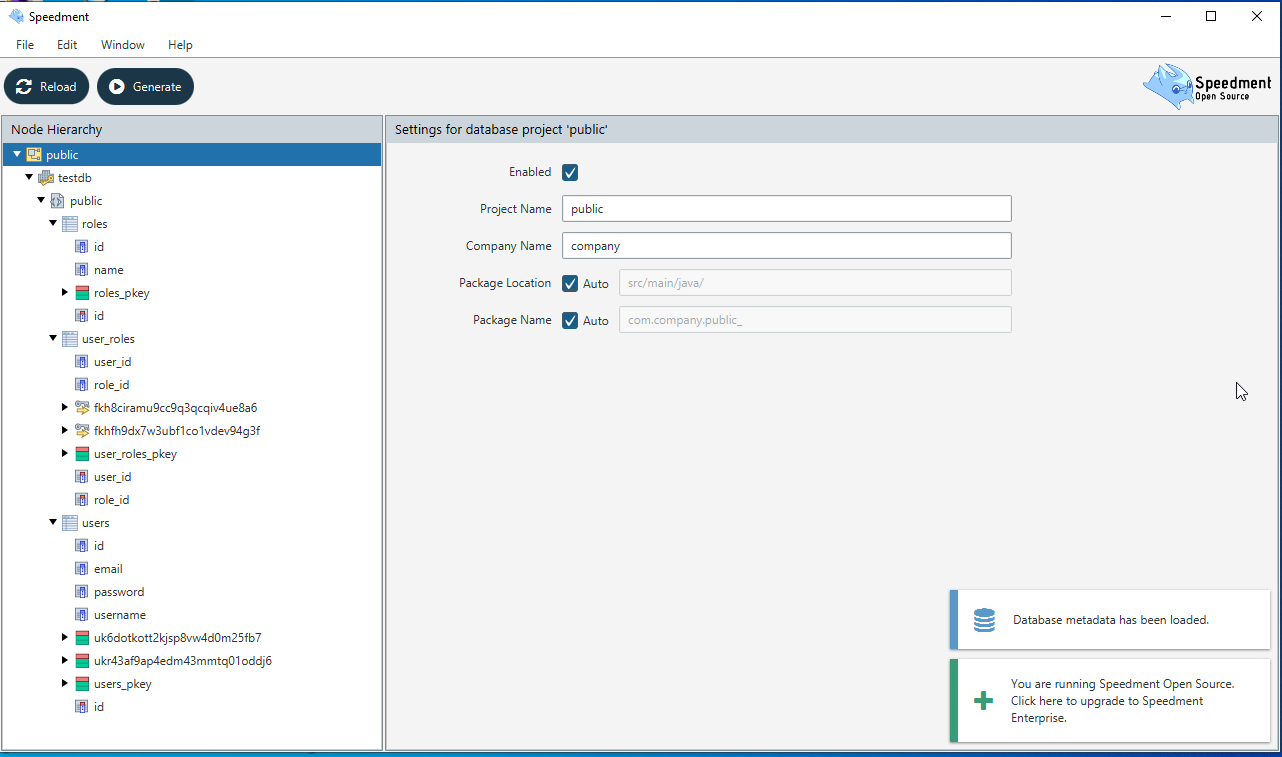 Speedment
File Edit Window Help
Reload Generate
Speedment
Open Source
Node Hierarchy
public
testdb
public
roles
id
name
roles_pkey
id
user_roles
user_id
role_id
fkh8ciramu9cc9q3qcqiv4ue8a6
fkhfh9dx7w3ubf1co1vdev94g3f
user_roles_pkey
user_id
role_id
users
id
email
password
username
uk6dotkott2kjsp8vw4d0m25fb7
ukr43af9ap4edm43mmtq01oddj6
users_pkey
id
Settings for database project 'public'
Enabled
Project Name public
Company Name company
Package Location Auto src/main/java/
Package Name Auto com.company.public_
Database metadata has been loaded.
You are running Speedment Open Source.
Click here to upgrade to Speedment
Enterprise.